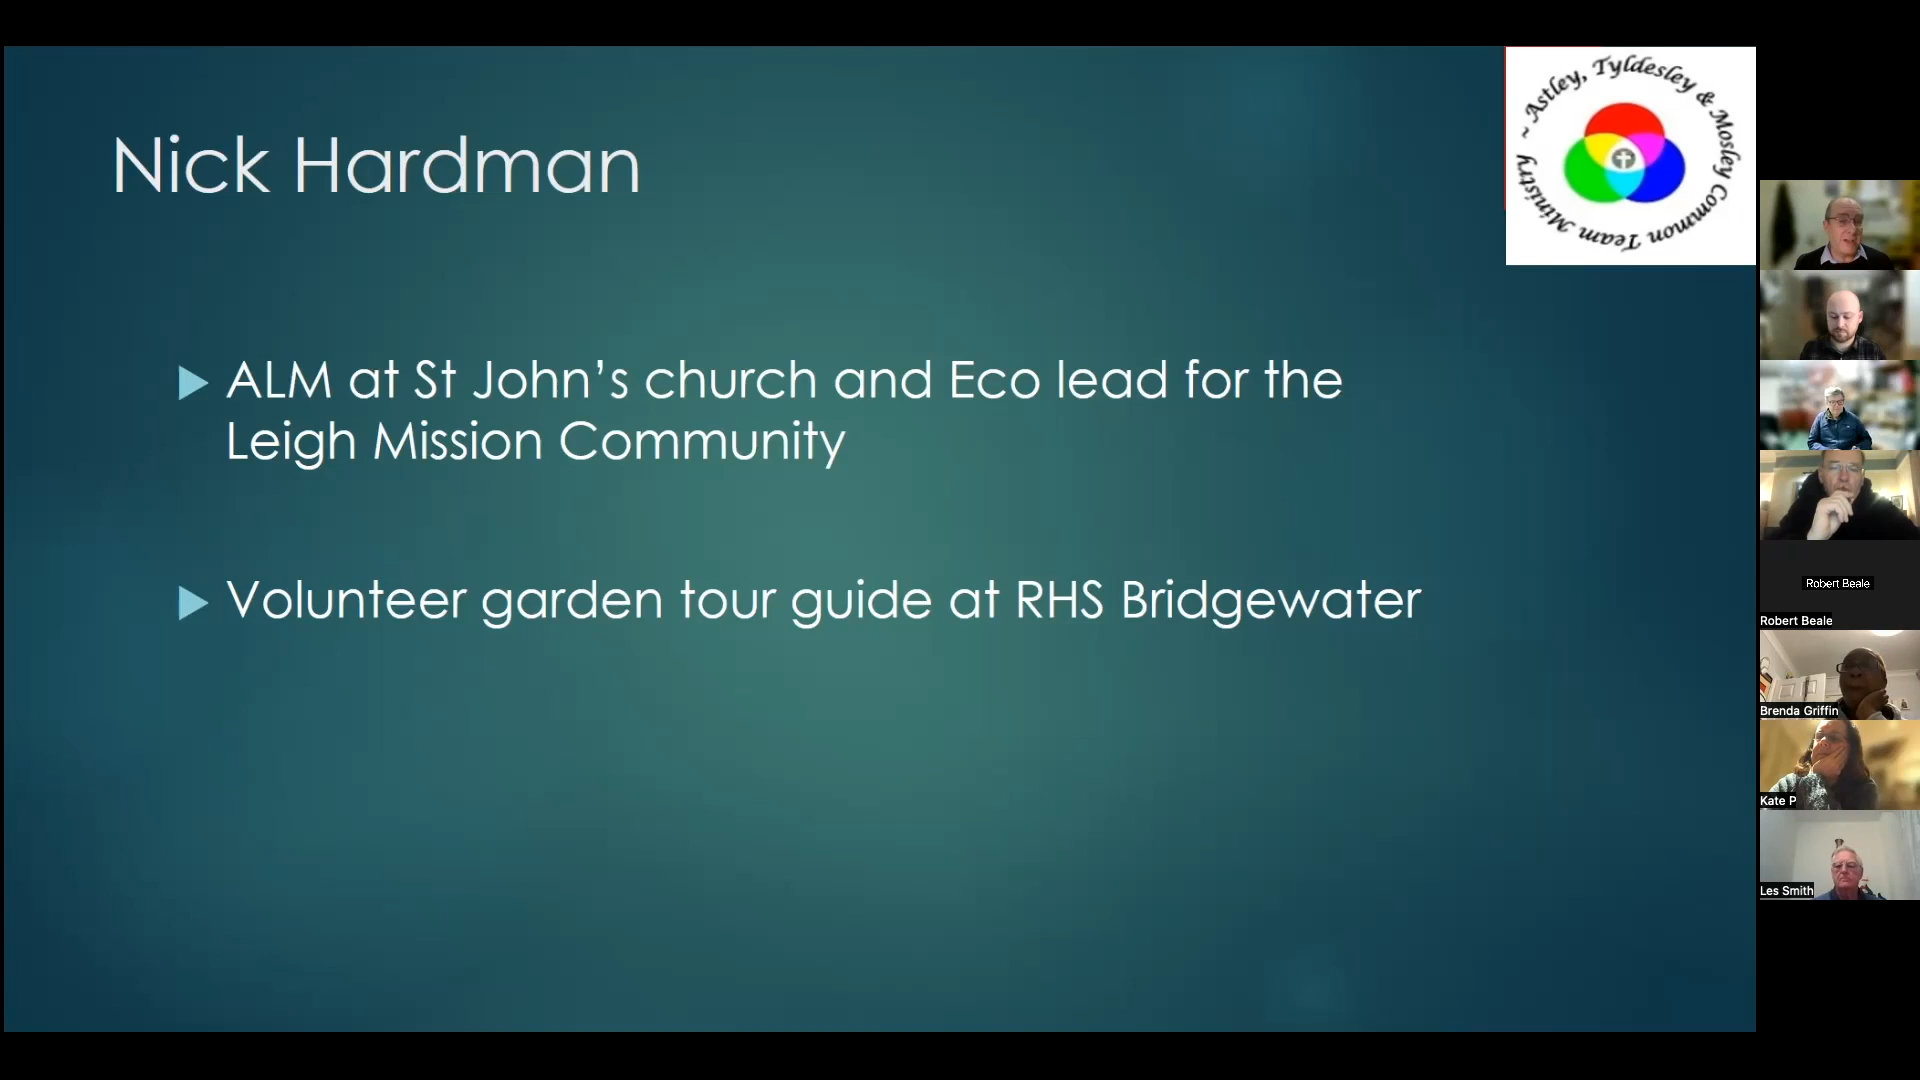 Nick Hardman
~ Astley, Tyldesley & Mosley Common Team Ministry
▶ ALM at St John’s church and Eco lead for the
Leigh Mission Community
▶ Volunteer garden tour guide at RHS Bridgewater
Robert Beale
Robert Beale
Brenda Griffin
Kate P
Les Smith